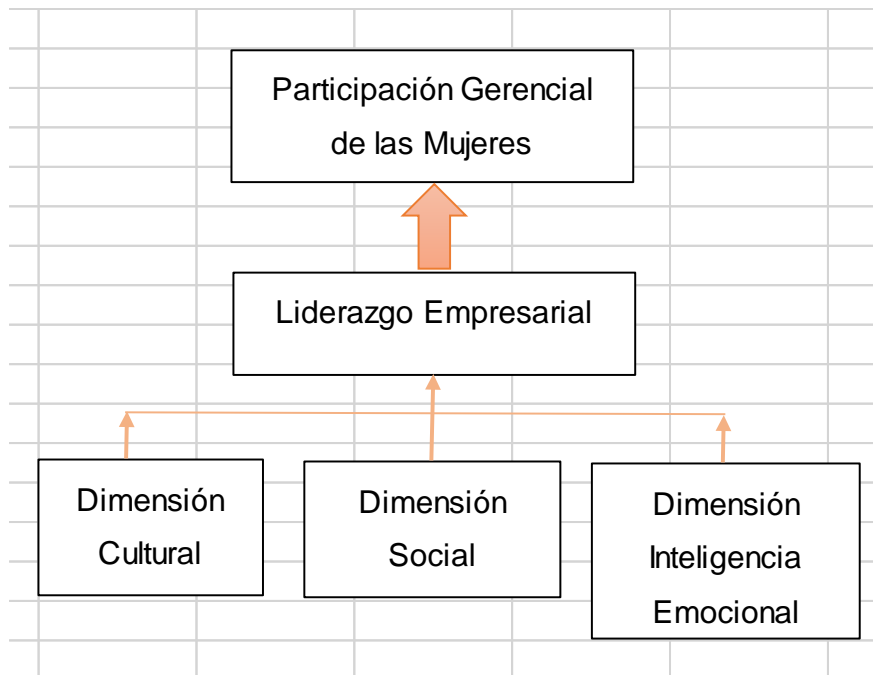 Participación Gerencial
de las Mujeres
Liderazgo Empresarial
Dimensión
Cultural
Dimensión
Social
Dimensión
Inteligencia
Emocional